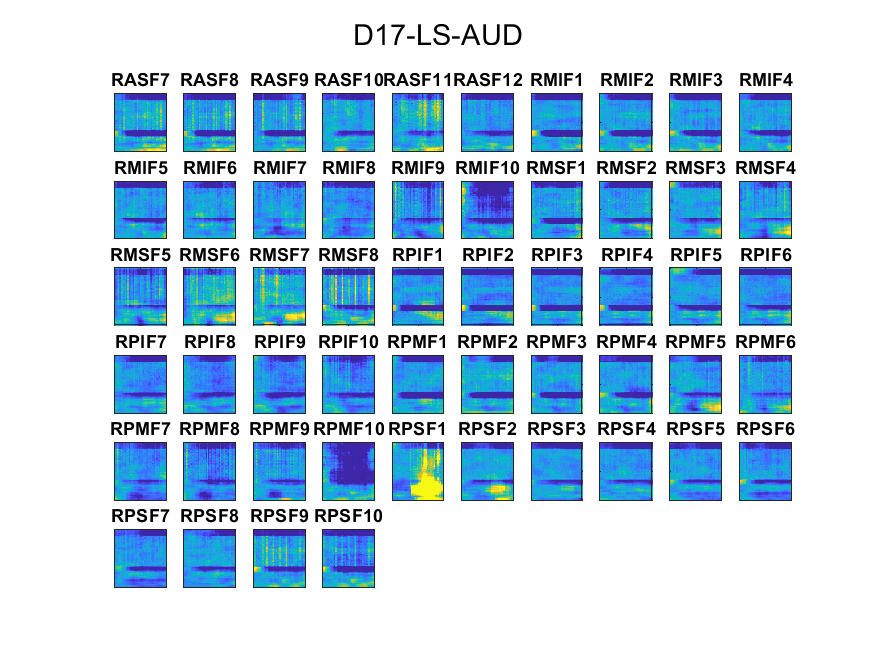 D17-LS-AUD
RASF7 RASF8 RASF9 RASF10 RASF11 RASF12 RMIF1 RMIF2 RMIF3 RMIF4
RMIF5 RMIF6 RMIF7 RMIF8 RMIF9 RMIF10 RMSF1 RMSF2 RMSF3 RMSF4
RMSF5 RMSF6 RMSF7 RMSF8 RPIF1 RPIF2 RPIF3 RPIF4 RPIF5 RPIF6
RPIF7 RPIF8 RPIF9 RPIF10 RPMF1 RPMF2 RPMF3 RPMF4 RPMF5 RPMF6
RPMF7 RPMF8 RPMF9 RPMF10 RPSF1 RPSF2 RPSF3 RPSF4 RPSF5 RPSF6
RPSF7 RPSF8 RPSF9 RPSF10